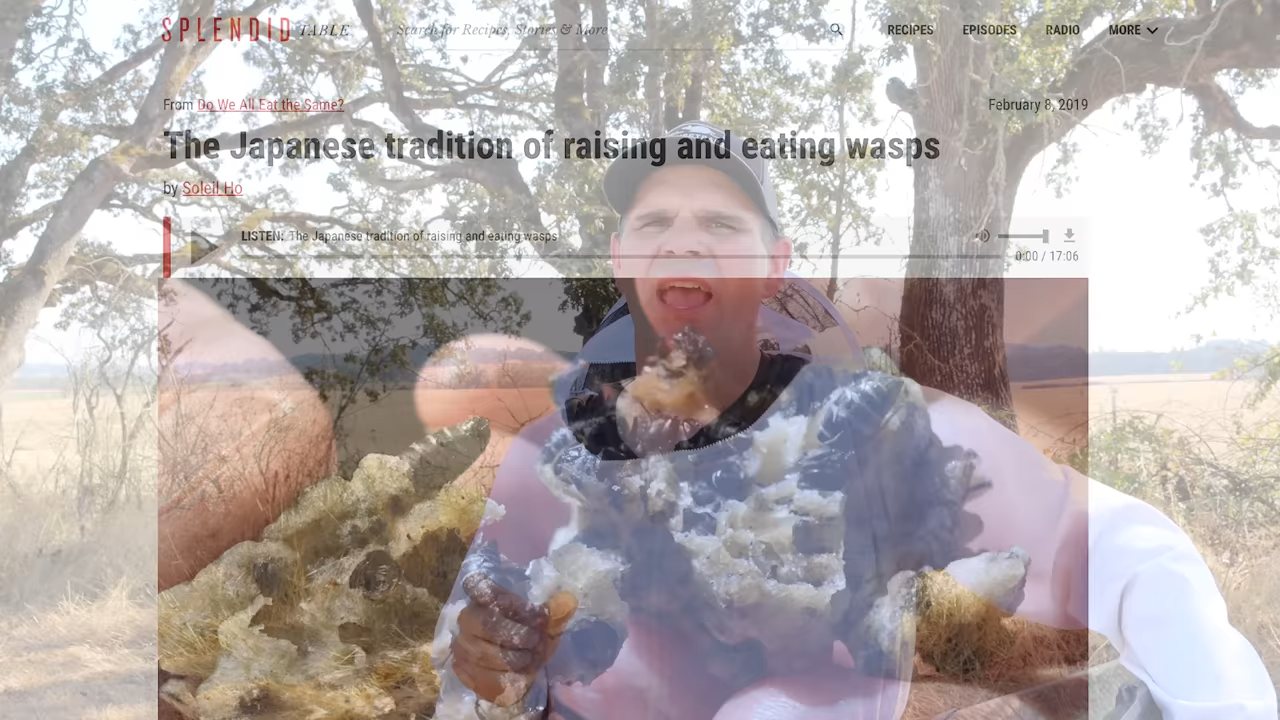 SPLENDID TABLE
Search for Recipes, Stories & More
RECIPES EPISODES RADIO MORE
From Do We All Eat the Same?
February 8, 2019
The Japanese tradition of raising and eating wasps
by Soleil Ho
LISTEN: The Japanese tradition of raising and eating wasps
0:00 / 17:06